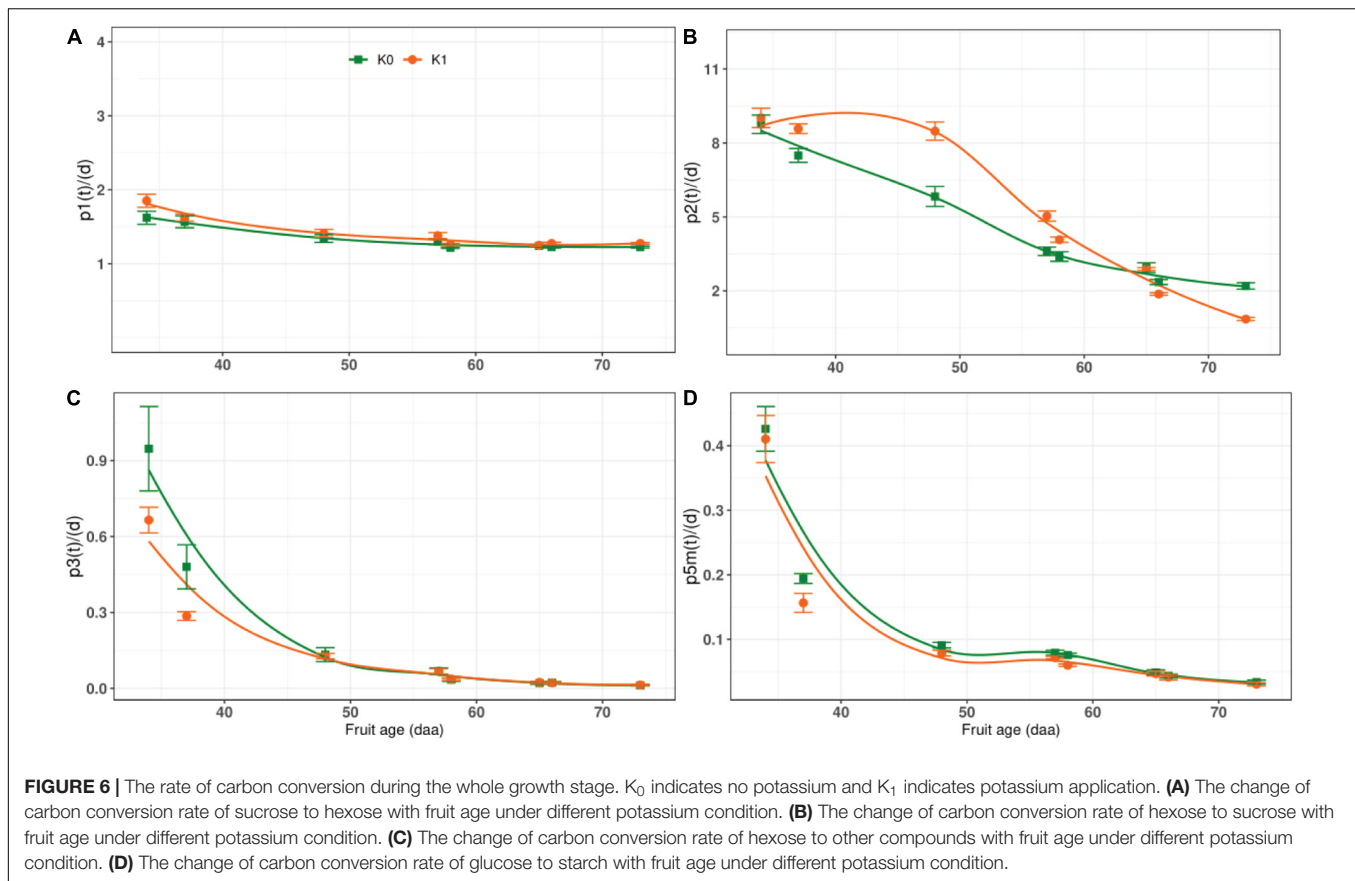 A
4
3
2
1
p1(t)/(d)
K0 K1
40 50 60 70
B
11
8
5
2
p2(t)/(d)
40 50 60 70
C
0.9
0.6
0.3
0.0
p3(t)/(d)
40 50 60 70
Fruit age (daa)
D
0.4
0.3
0.2
0.1
p5m(t)/(d)
40 50 60 70
Fruit age (daa)
FIGURE 6 | The rate of carbon conversion during the whole growth stage. K0 indicates no potassium and K1 indicates potassium application. (A) The change of
carbon conversion rate of sucrose to hexose with fruit age under different potassium condition. (B) The change of carbon conversion rate of hexose to sucrose with
fruit age under different potassium condition. (C) The change of carbon conversion rate of hexose to other compounds with fruit age under different potassium
condition. (D) The change of carbon conversion rate of glucose to starch with fruit age under different potassium condition.